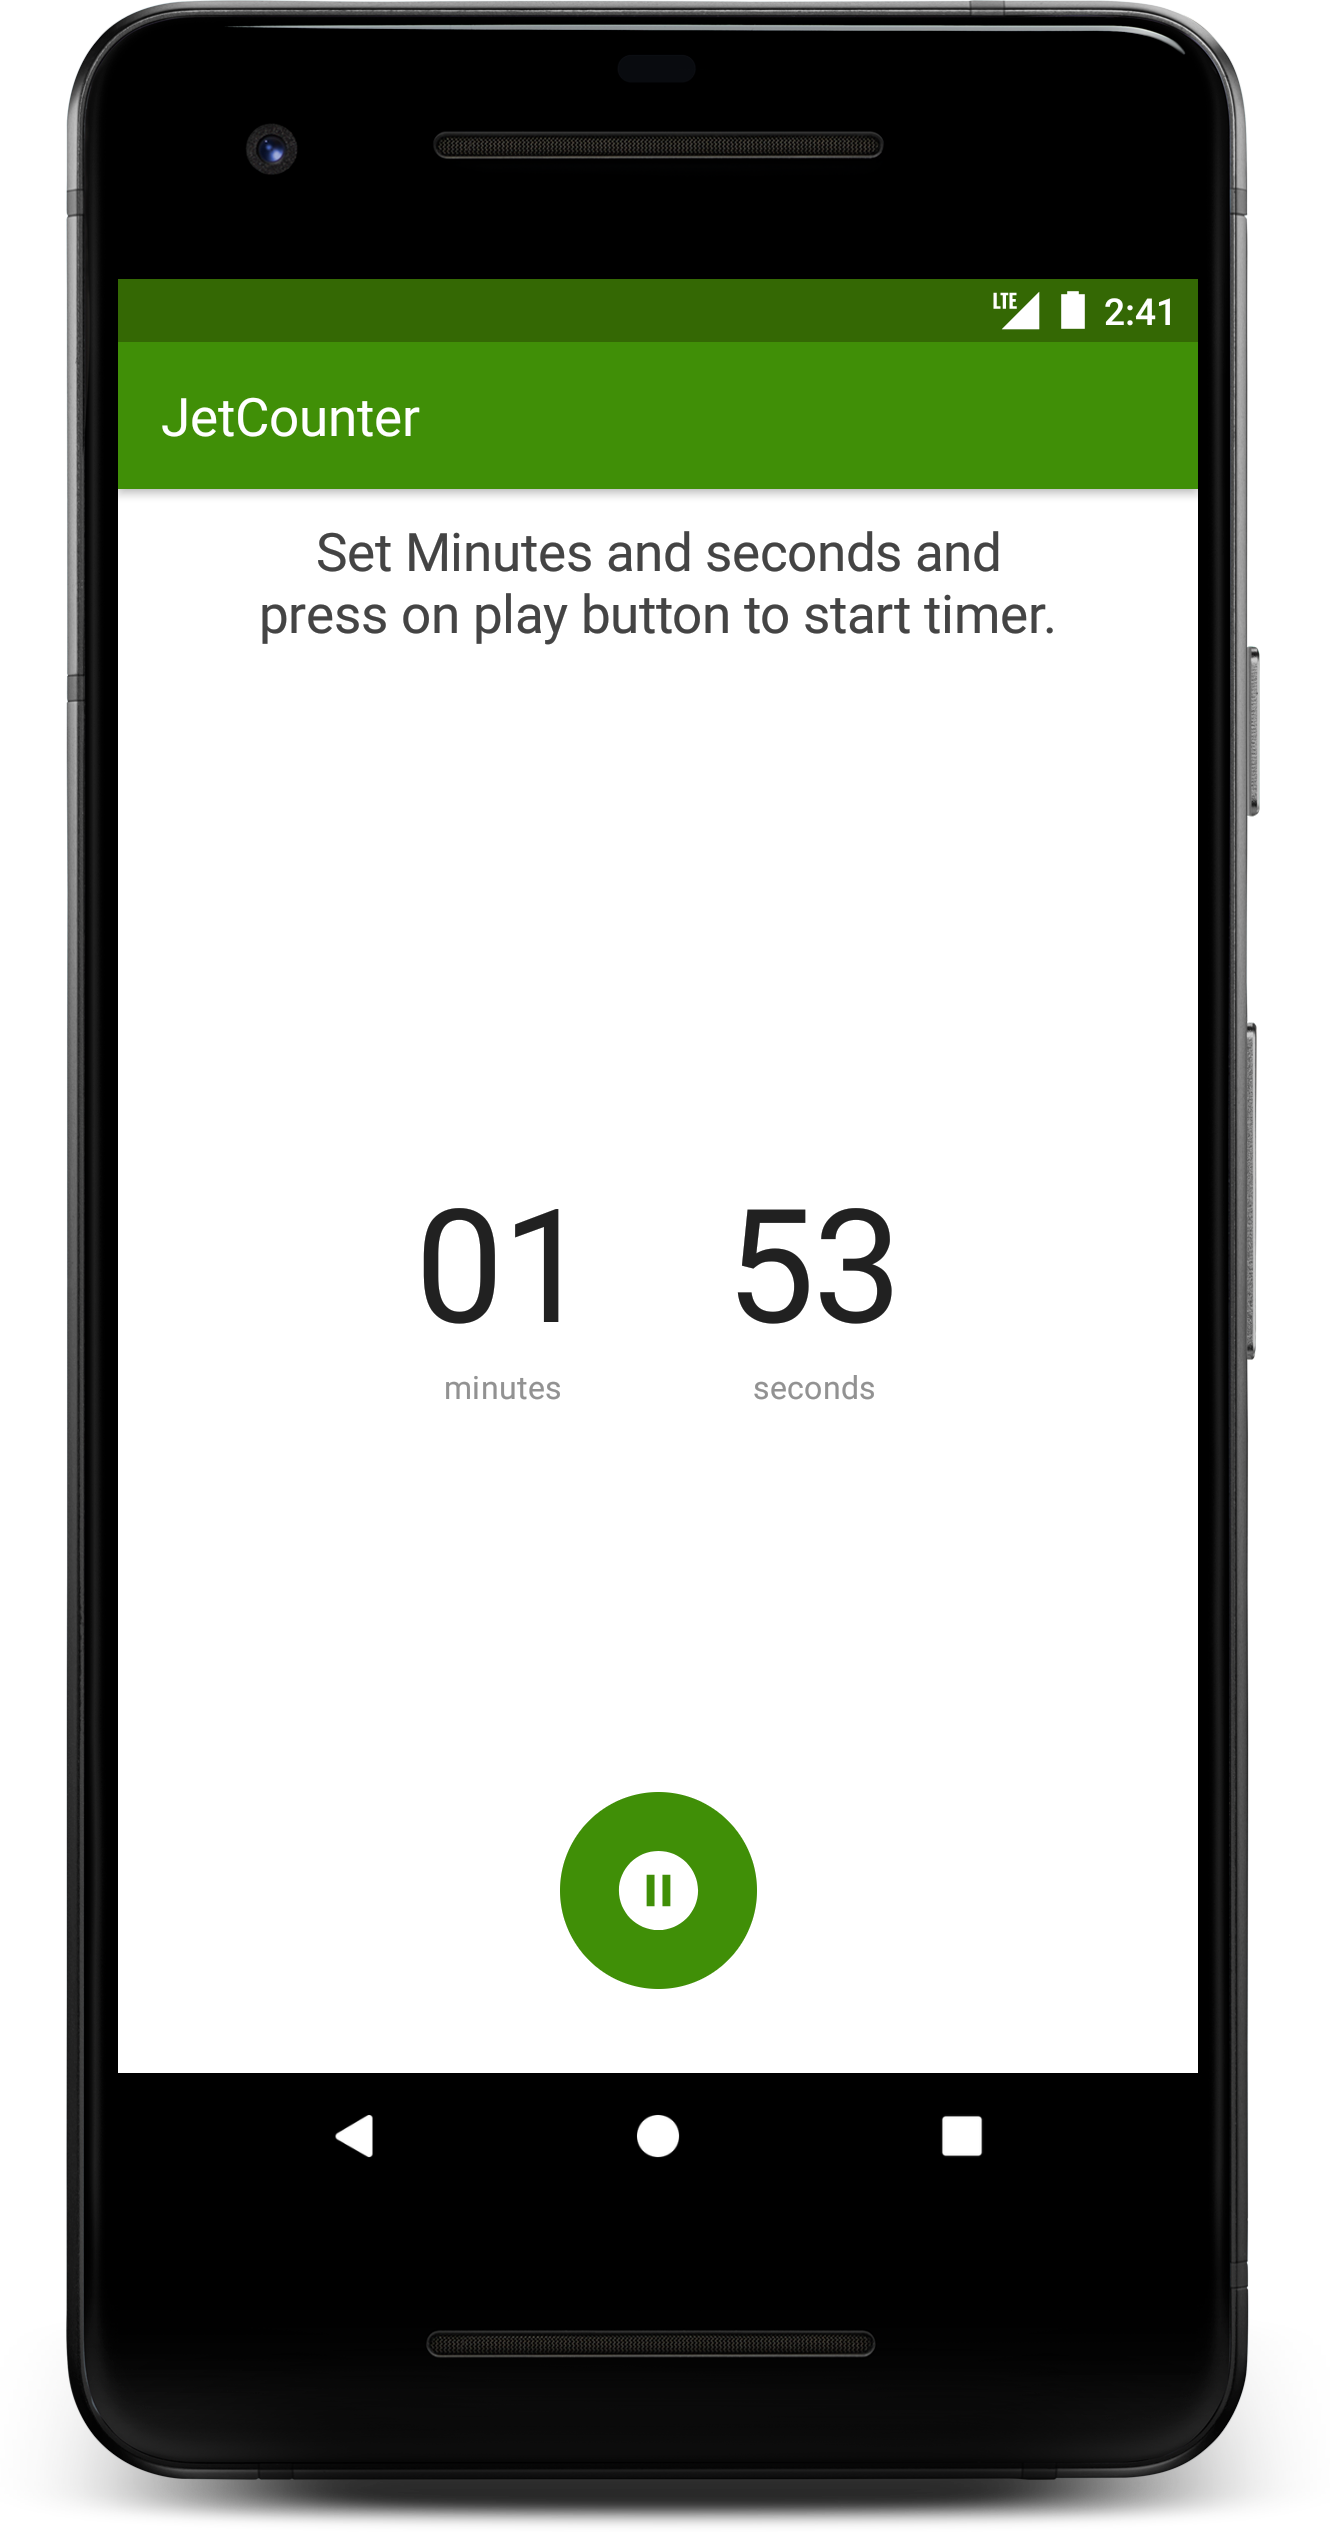 LTE 2:41
JetCounter
Set Minutes and seconds and
press on play button to start timer.
01 53
minutes seconds